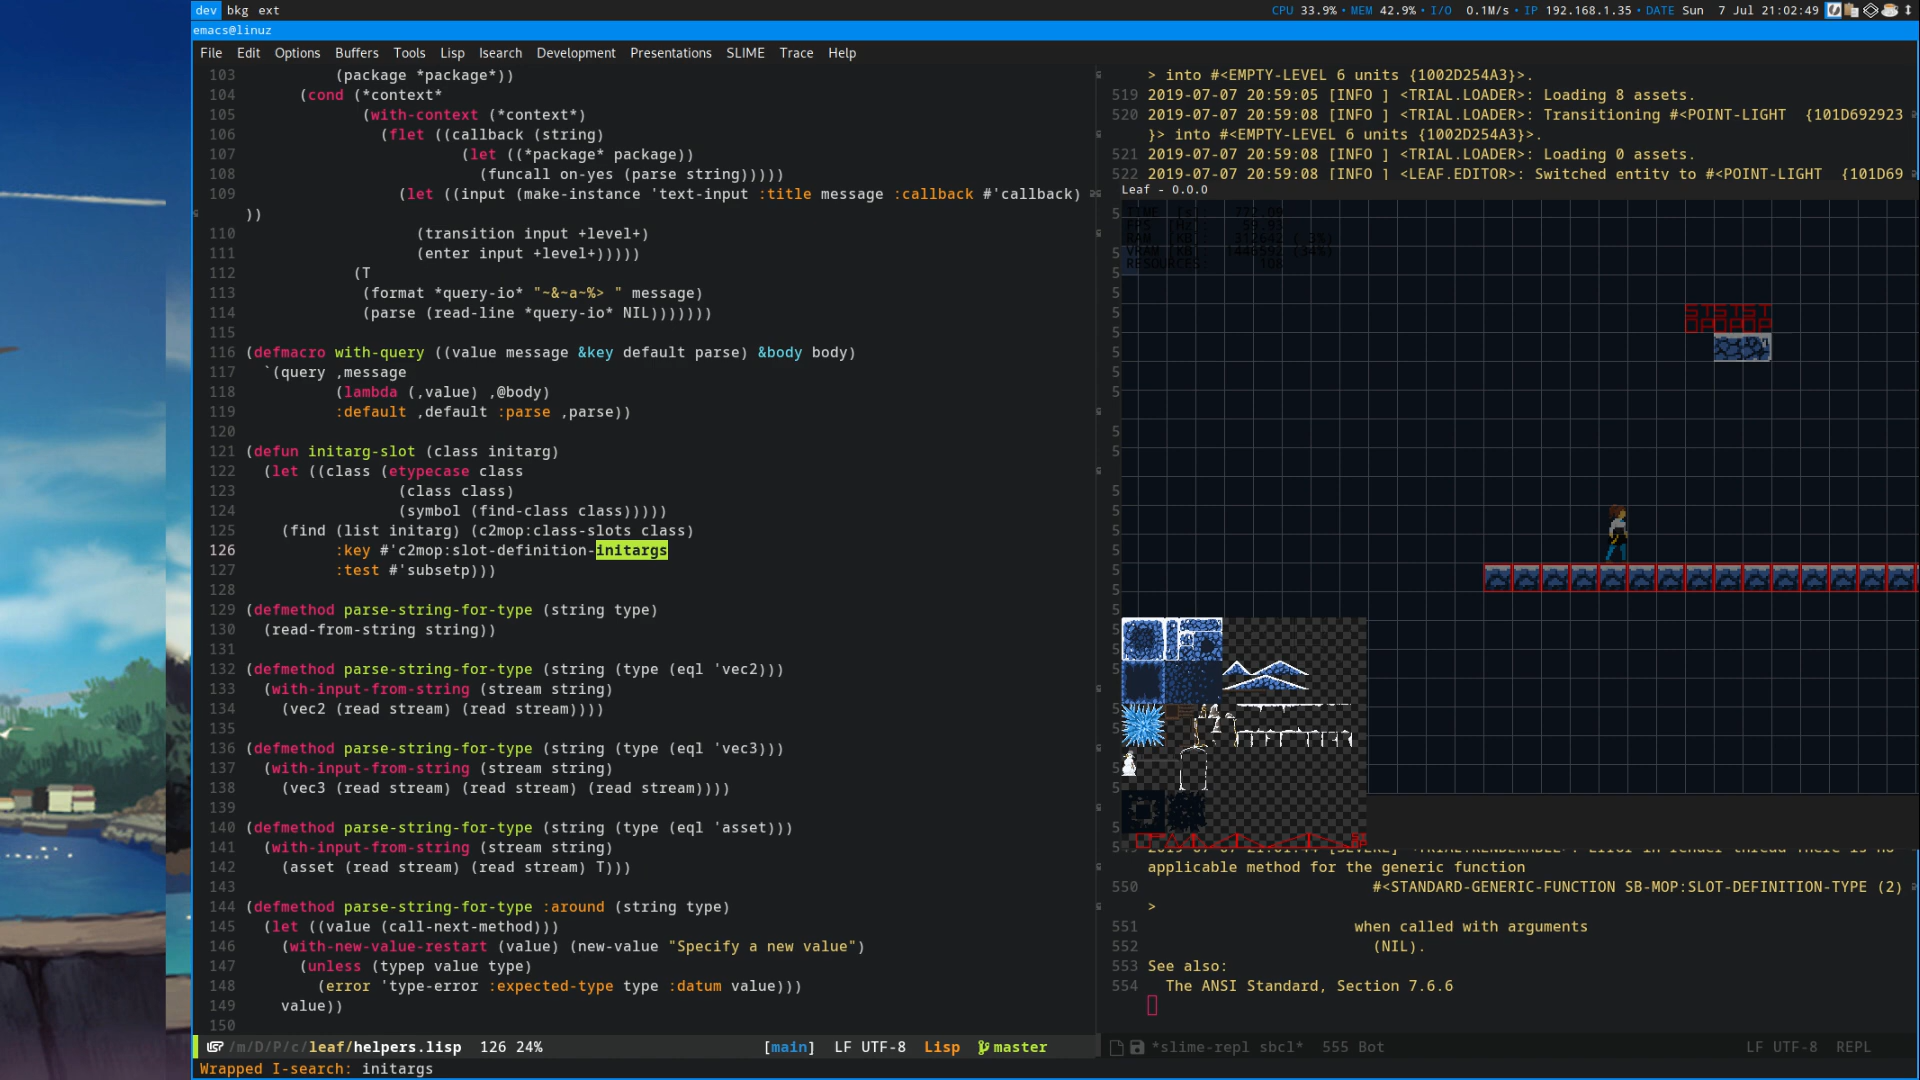 dev bkg ext
CPU 33.9% • MEM 42.9% • I/O 0.1M/s • IP 192.168.1.35 • DATE Sun 7 Jul 21:02:49
emacs@linuz
File Edit Options Buffers Tools Lisp Isearch Development Presentations SLIME Trace Help
103 (package *package*))
104 (cond (*context*
105 (with-context (*context*)
106 (flet ((callback (string)
107 (let ((*package* package))
108 (funcall on-yes (parse string)))))
109 (let ((input (make-instance 'text-input :title message :callback #'callback)
))
110 (transition input +level+)
111 (enter input +level+)))))
112 (T
113 (format *query-io* "~&~a~%> " message)
114 (parse (read-line *query-io* NIL)))))))
115
116 (defmacro with-query ((value message &key default parse) &body body)
117 `(query ,message
118 (lambda (,value) ,@body)
119 :default ,default :parse ,parse))
120
121 (defun initarg-slot (class initarg)
122 (let ((class (etypecase class
123 (class class)
124 (symbol (find-class class)))))
125 (find (list initarg) (c2mop:class-slots class)
126 :key #'c2mop:slot-definition-initargs
127 :test #'subsetp)))
128
129 (defmethod parse-string-for-type (string type)
130 (read-from-string string))
131
132 (defmethod parse-string-for-type (string (type (eql 'vec2)))
133 (with-input-from-string (stream string)
134 (vec2 (read stream) (read stream))))
135
136 (defmethod parse-string-for-type (string (type (eql 'vec3)))
137 (with-input-from-string (stream string)
138 (vec3 (read stream) (read stream) (read stream))))
139
140 (defmethod parse-string-for-type (string (type (eql 'asset)))
141 (with-input-from-string (stream string)
142 (asset (read stream) (read stream) T)))
143
144 (defmethod parse-string-for-type :around (string type)
145 (let ((value (call-next-method)))
146 (with-new-value-restart (value) (new-value "Specify a new value")
147 (unless (typep value type)
148 (error 'type-error :expected-type type :datum value)))
149 value))
150
/m/D/P/c/leaf/helpers.lisp 126 24% [main] LF UTF-8 Lisp master
Wrapped I-search: initargs
> into #<EMPTY-LEVEL 6 units {1002D254A3}>.
519 2019-07-07 20:59:05 [INFO ] <TRIAL.LOADER>: Loading 8 assets.
520 2019-07-07 20:59:08 [INFO ] <TRIAL.LOADER>: Transitioning #<POINT-LIGHT {101D692923
}> into #<EMPTY-LEVEL 6 units {1002D254A3}>.
521 2019-07-07 20:59:08 [INFO ] <TRIAL.LOADER>: Loading 0 assets.
522 2019-07-07 20:59:08 [INFO ] <LEAF.EDITOR>: Switched entity to #<POINT-LIGHT {101D69
Leaf - 0.0.0
RESOURCES: 108
applicable method for the generic function
550 #<STANDARD-GENERIC-FUNCTION SB-MOP:SLOT-DEFINITION-TYPE (2)
>
551 when called with arguments
552 (NIL).
553 See also:
554 The ANSI Standard, Section 7.6.6
*slime-repl sbcl* 555 Bot LF UTF-8 REPL